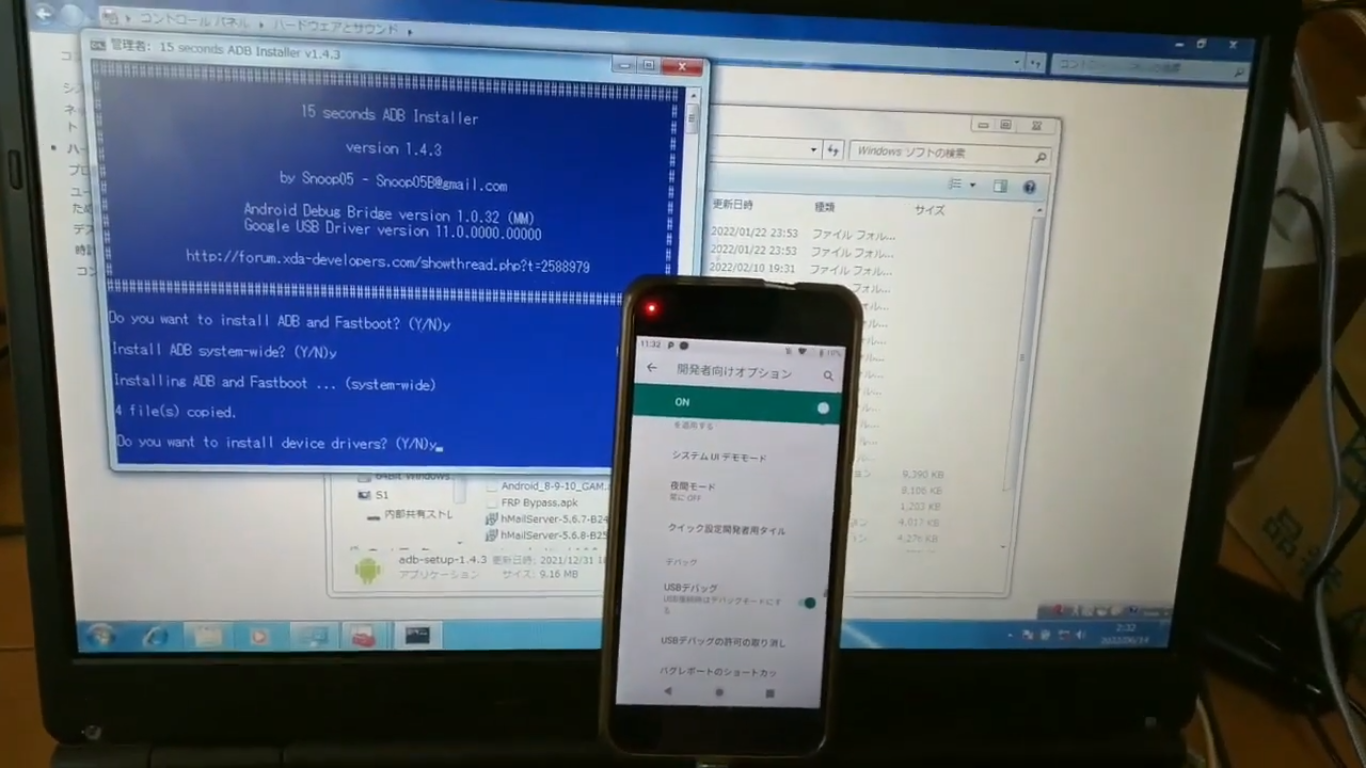 コントロール パネル ▸ ハードウェアとサウンド ▸
管理者: 15 seconds ADB Installer v1.4.3
15 seconds ADB Installer
version 1.4.3
by Snoop05 - Snoop05B@gmail.com
Android Debug Bridge version 1.0.32 (MM)
Google USB Driver version 11.0.0000.00000
http://forum.xda-developers.com/showthread.php?t=2588979
Do you want to install ADB and Fastboot? (Y/N)y
Install ADB system-wide? (Y/N)y
Installing ADB and Fastboot ... (system-wide)
4 file(s) copied.
Do you want to install device drivers? (Y/N)y
Windows ソフトの検索
更新日時 種類 サイズ
2022/01/22 23:53 ファイル フォル...
2022/01/22 23:53 ファイル フォル...
2022/02/10 19:31 ファイル フォル...
9,390 KB
8,106 KB
1,203 KB
4,017 KB
4,276 KB
S1
内部共有スト
Android_8-9-10_GAM
FRP Bypass.apk
hMailServer-5.6.7-B24
hMailServer-5.6.8-B25
adb-setup-1.4.3 更新日時: 2021/12/31
アプリケーション サイズ: 9.16 MB
11:32
開発者向けオプション
ON
を適用する
システム UI デモモード
夜間モード
常に OFF
クイック設定開発者用タイル
デバッグ
USBデバッグ
USB接続時はデバッグモードにす
る
USBデバッグの許可の取り消し
バグレポートのショートカッ
2:32
2022/06/14